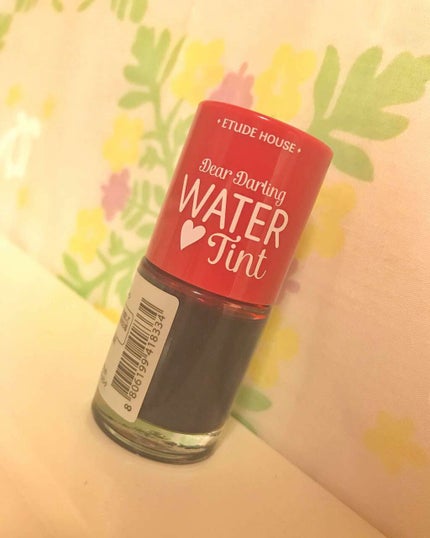 • ETUDE HOUSE •
Dear Darling
WATER
Tint
8 806199 418334